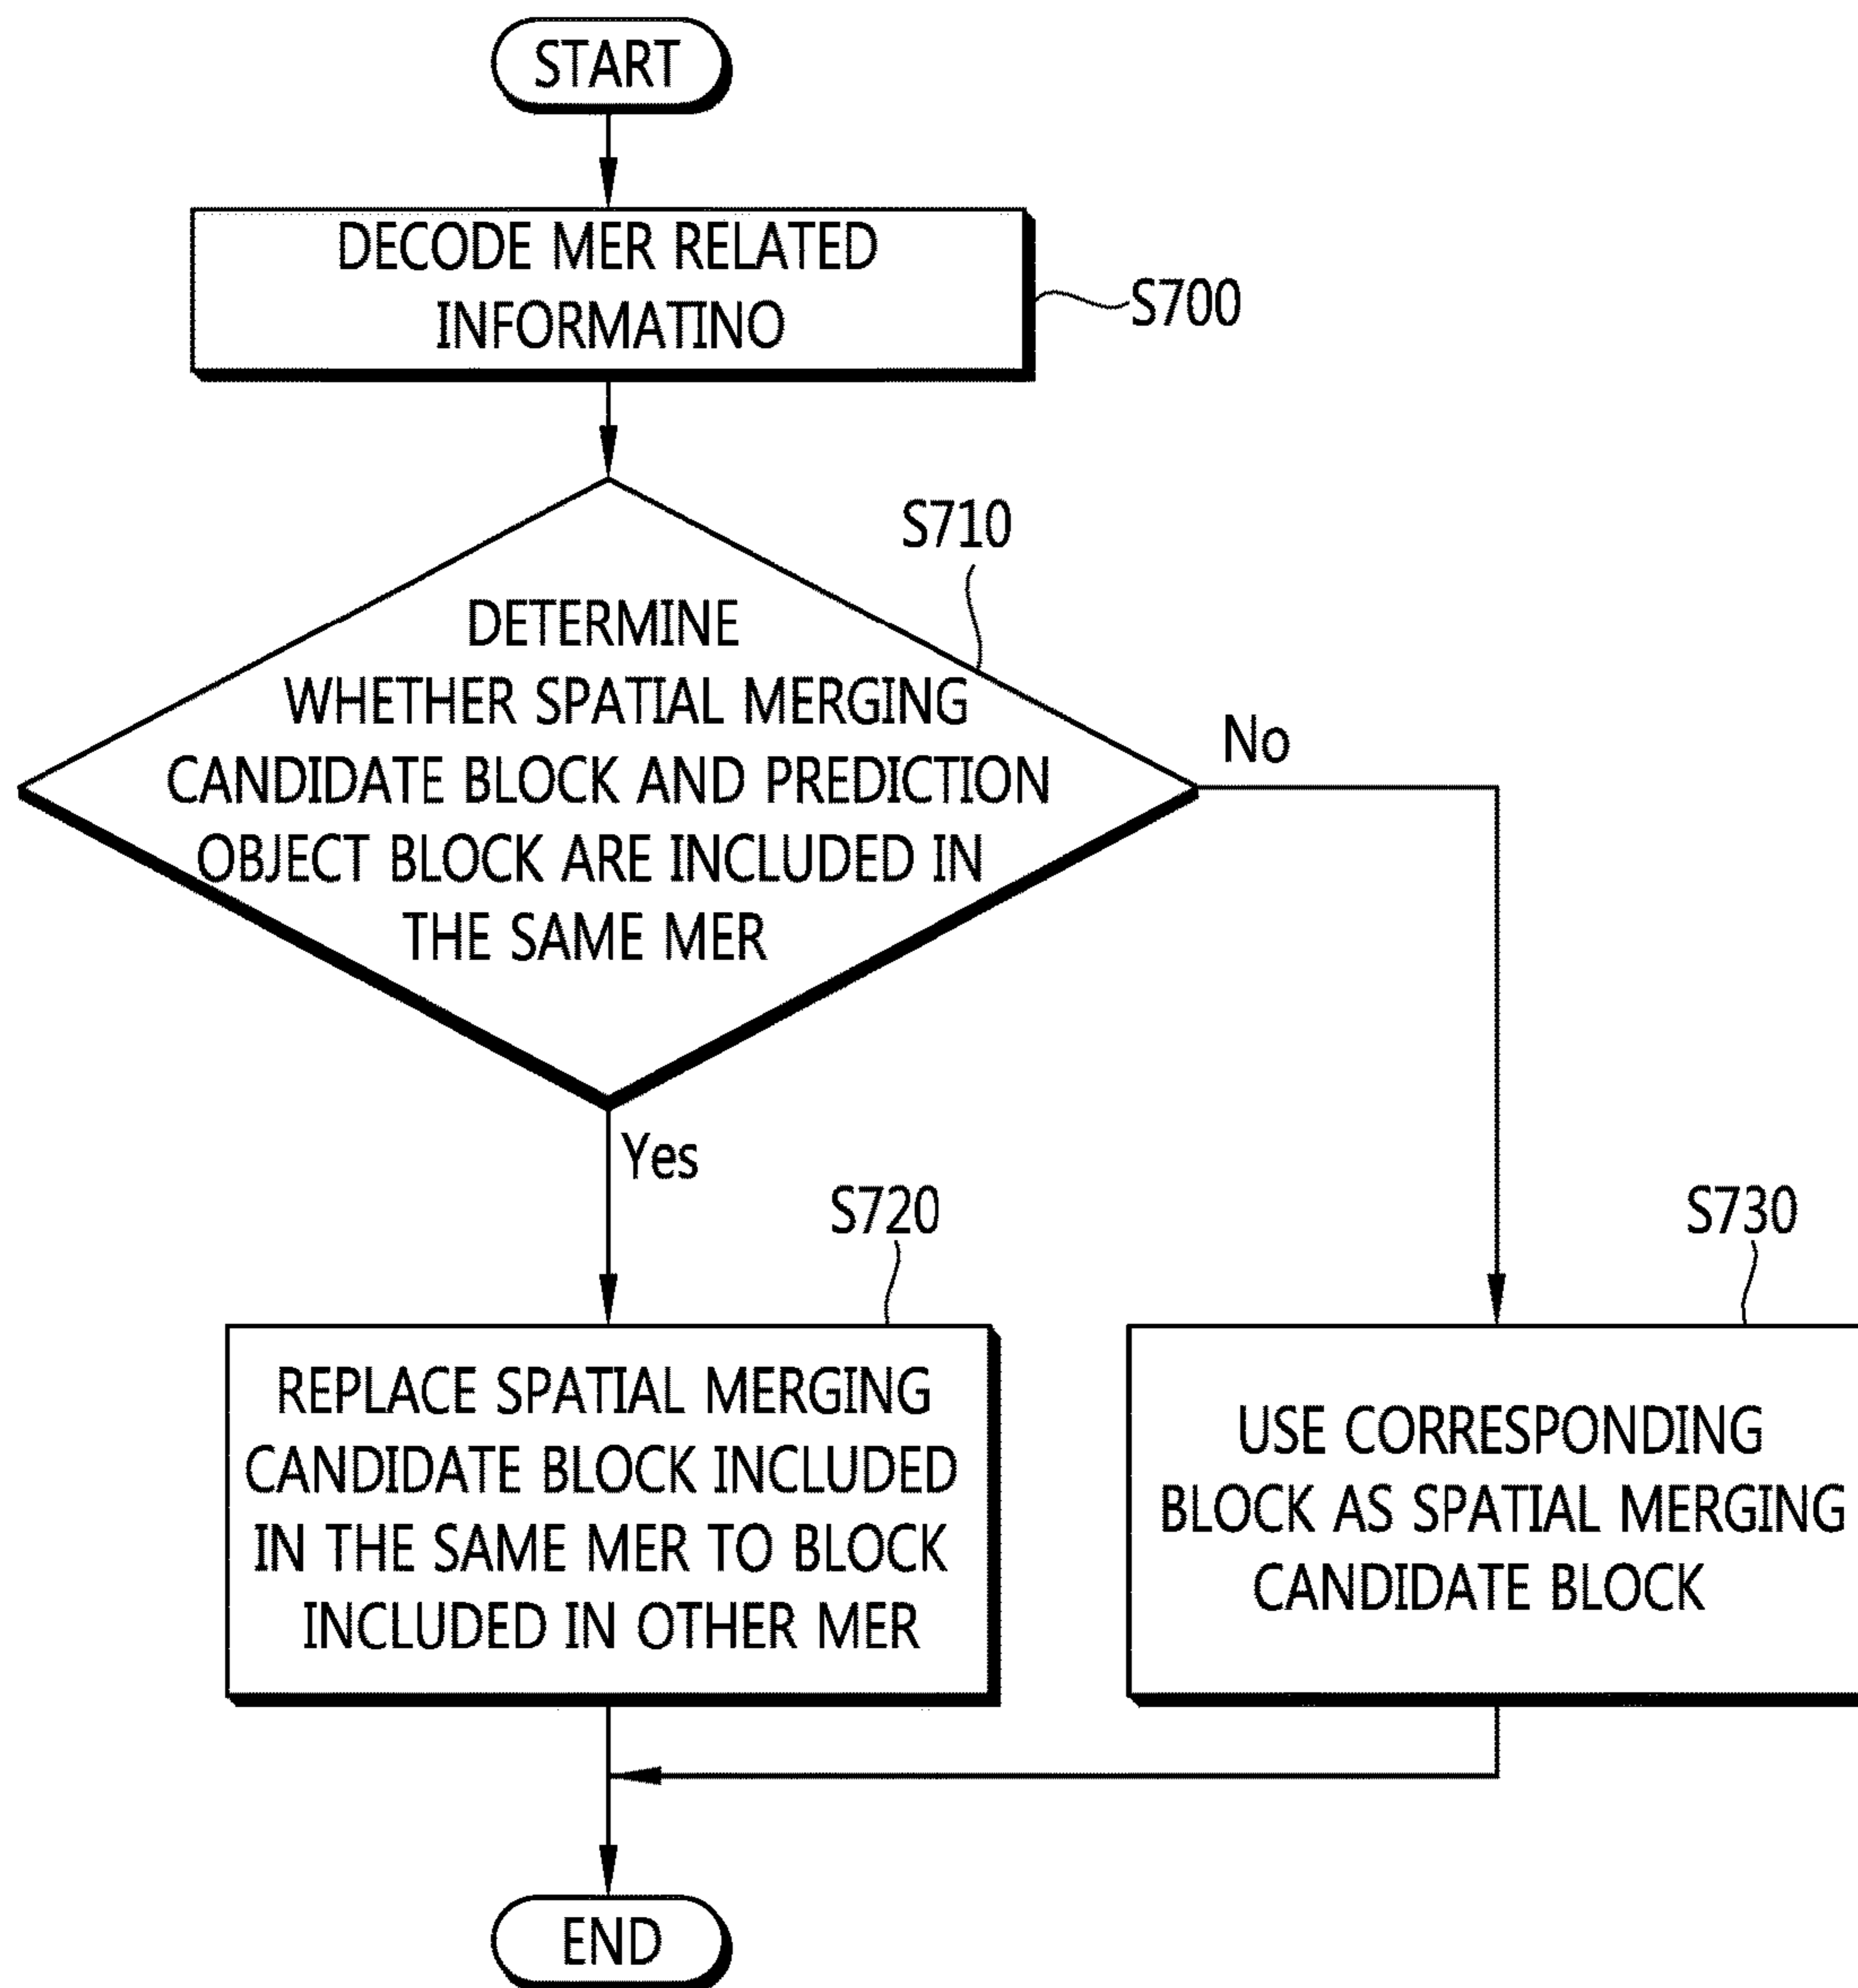 START
DECODE MER RELATED
INFORMATINO
S700
S710
DETERMINE
WHETHER SPATIAL MERGING
CANDIDATE BLOCK AND PREDICTION
OBJECT BLOCK ARE INCLUDED IN
THE SAME MER
No
Yes
S720
REPLACE SPATIAL MERGING
CANDIDATE BLOCK INCLUDED
IN THE SAME MER TO BLOCK
INCLUDED IN OTHER MER
S730
USE CORRESPONDING
BLOCK AS SPATIAL MERGING
CANDIDATE BLOCK
END